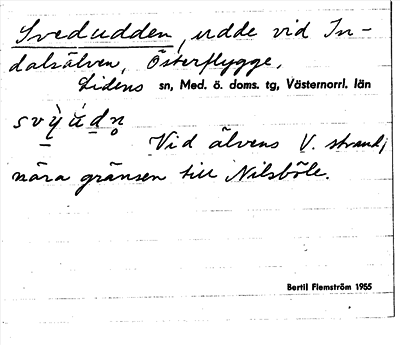 Svedudden, udde vid In-
dalsälven, Österflygge,
Lidens sn, Med. ö. doms. tg, Västernorrl. län
Vid älvens V. strand,
nära gränsen till Nilsböle.
Bertil Flemström 1955